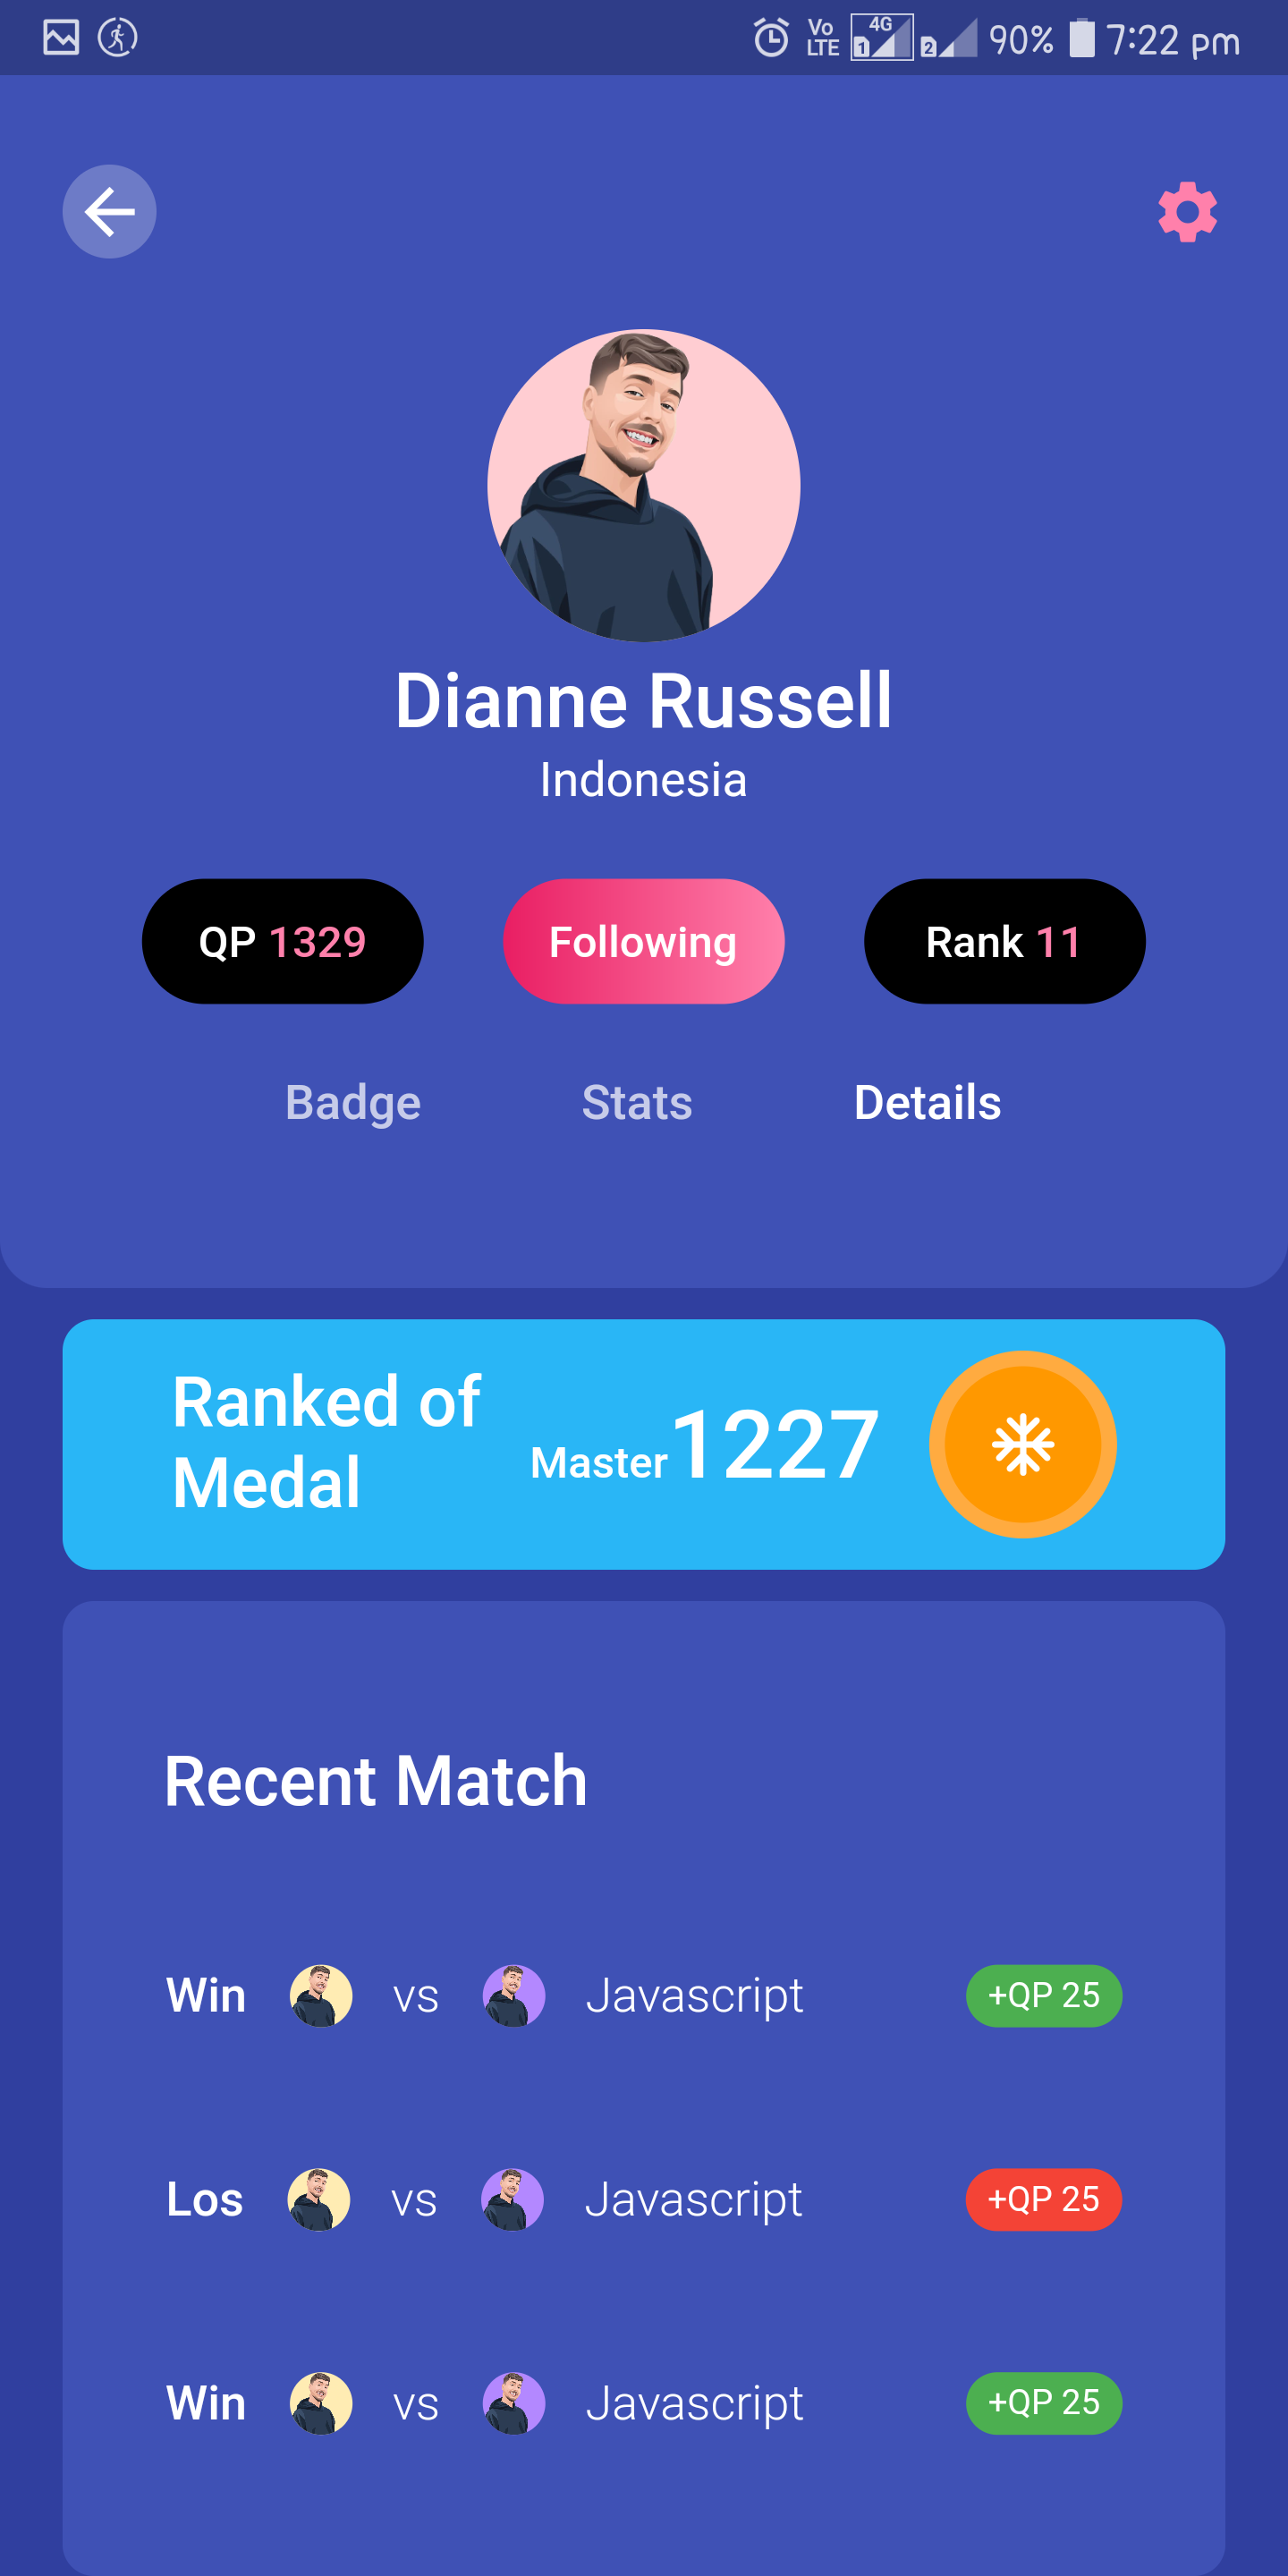 Vo LTE 4G 1 2 90% 7:22 pm
Dianne Russell
Indonesia
QP 1329 Following Rank 11
Badge Stats Details
Ranked of
Medal
Master 1227
Recent Match
Win vs Javascript +QP 25
Los vs Javascript +QP 25
Win vs Javascript +QP 25